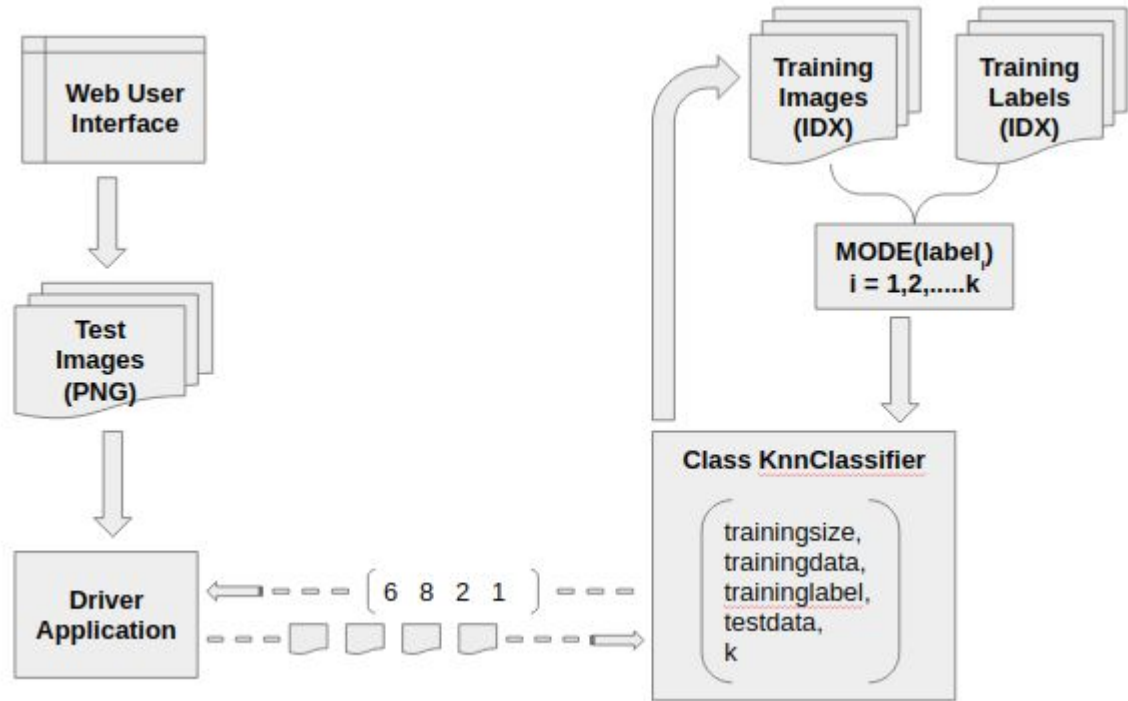 Web User
Interface
Test
Images
(PNG)
Driver
Application
6 8 2 1
Training
Images
(IDX)
Training
Labels
(IDX)
MODE(labelᵢ)
i = 1,2,.....k
Class KnnClassifier
trainingsize,
trainingdata,
traininglabel,
testdata,
k